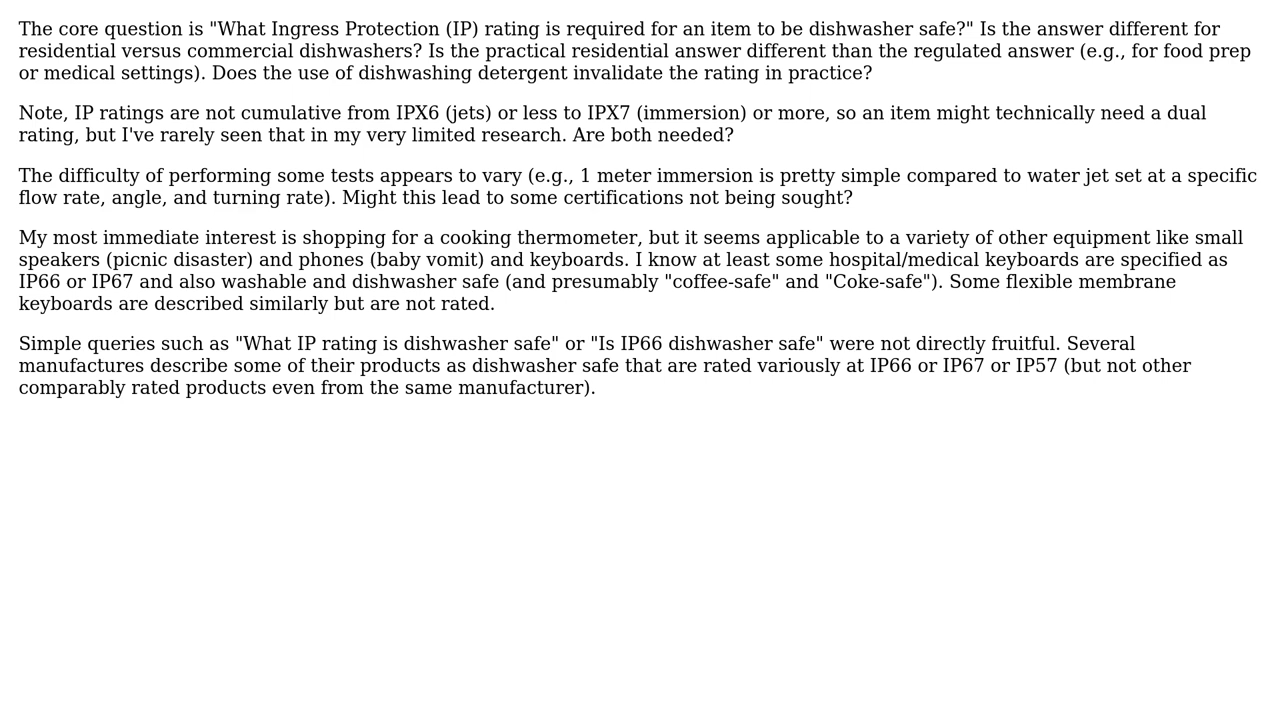 The core question is "What Ingress Protection (IP) rating is required for an item to be dishwasher safe?" Is the answer different for
residential versus commercial dishwashers? Is the practical residential answer different than the regulated answer (e.g., for food prep
or medical settings). Does the use of dishwashing detergent invalidate the rating in practice?
Note, IP ratings are not cumulative from IPX6 (jets) or less to IPX7 (immersion) or more, so an item might technically need a dual
rating, but I've rarely seen that in my very limited research. Are both needed?
The difficulty of performing some tests appears to vary (e.g., 1 meter immersion is pretty simple compared to water jet set at a specific
flow rate, angle, and turning rate). Might this lead to some certifications not being sought?
My most immediate interest is shopping for a cooking thermometer, but it seems applicable to a variety of other equipment like small
speakers (picnic disaster) and phones (baby vomit) and keyboards. I know at least some hospital/medical keyboards are specified as
IP66 or IP67 and also washable and dishwasher safe (and presumably "coffee-safe" and "Coke-safe"). Some flexible membrane
keyboards are described similarly but are not rated.
Simple queries such as "What IP rating is dishwasher safe" or "Is IP66 dishwasher safe" were not directly fruitful. Several
manufactures describe some of their products as dishwasher safe that are rated variously at IP66 or IP67 or IP57 (but not other
comparably rated products even from the same manufacturer).